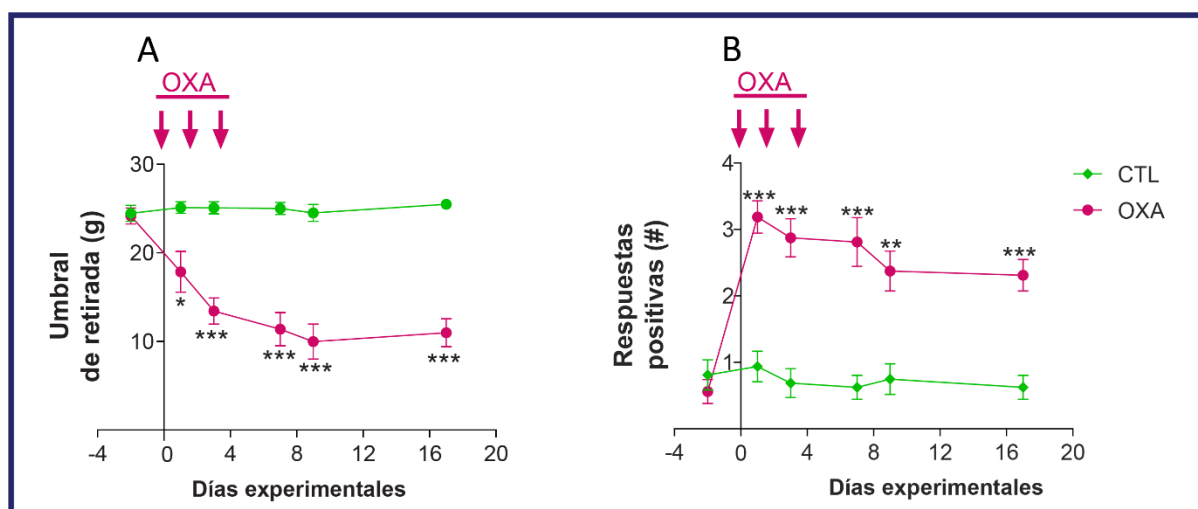 A
OXA
30
20
10
***
*
***
***
***
Umbral
de retirada (g)
-4 0 4 8 12 16 20
Días experimentales
B
OXA
4
3
2
1
***
***
***
**
***
Respuestas
positivas (#)
-4 0 4 8 12 16 20
Días experimentales
CTL
OXA